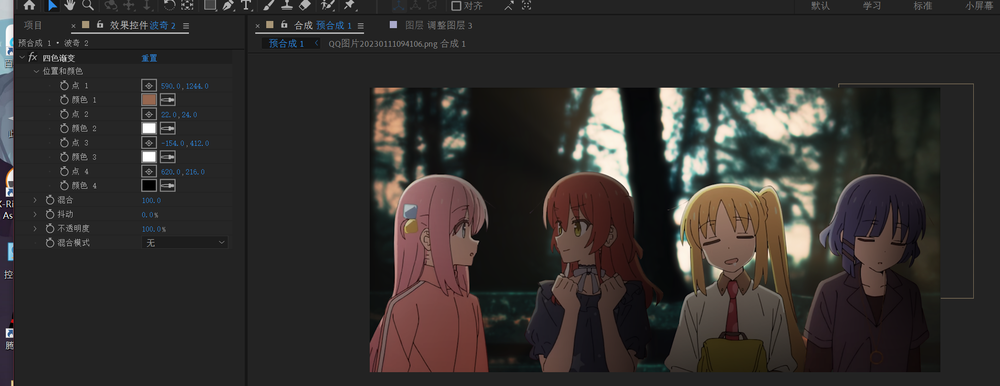 对齐
默认 学习 标准 小屏幕
项目 效果控件 波奇 2
合成 预合成 1
图层 调整图层 3
预合成 1 • 波奇 2
预合成 1
QQ图片20230111094106.png 合成 1
fx 四色渐变 重置
位置和颜色
点 1 590.0,1244.0
颜色 1
点 2 22.0,24.0
颜色 2
点 3 -154.0,412.0
颜色 3
点 4 620.0,216.0
颜色 4
混合 100.0
抖动 0.0%
不透明度 100.0%
混合模式 无
As
控
腾